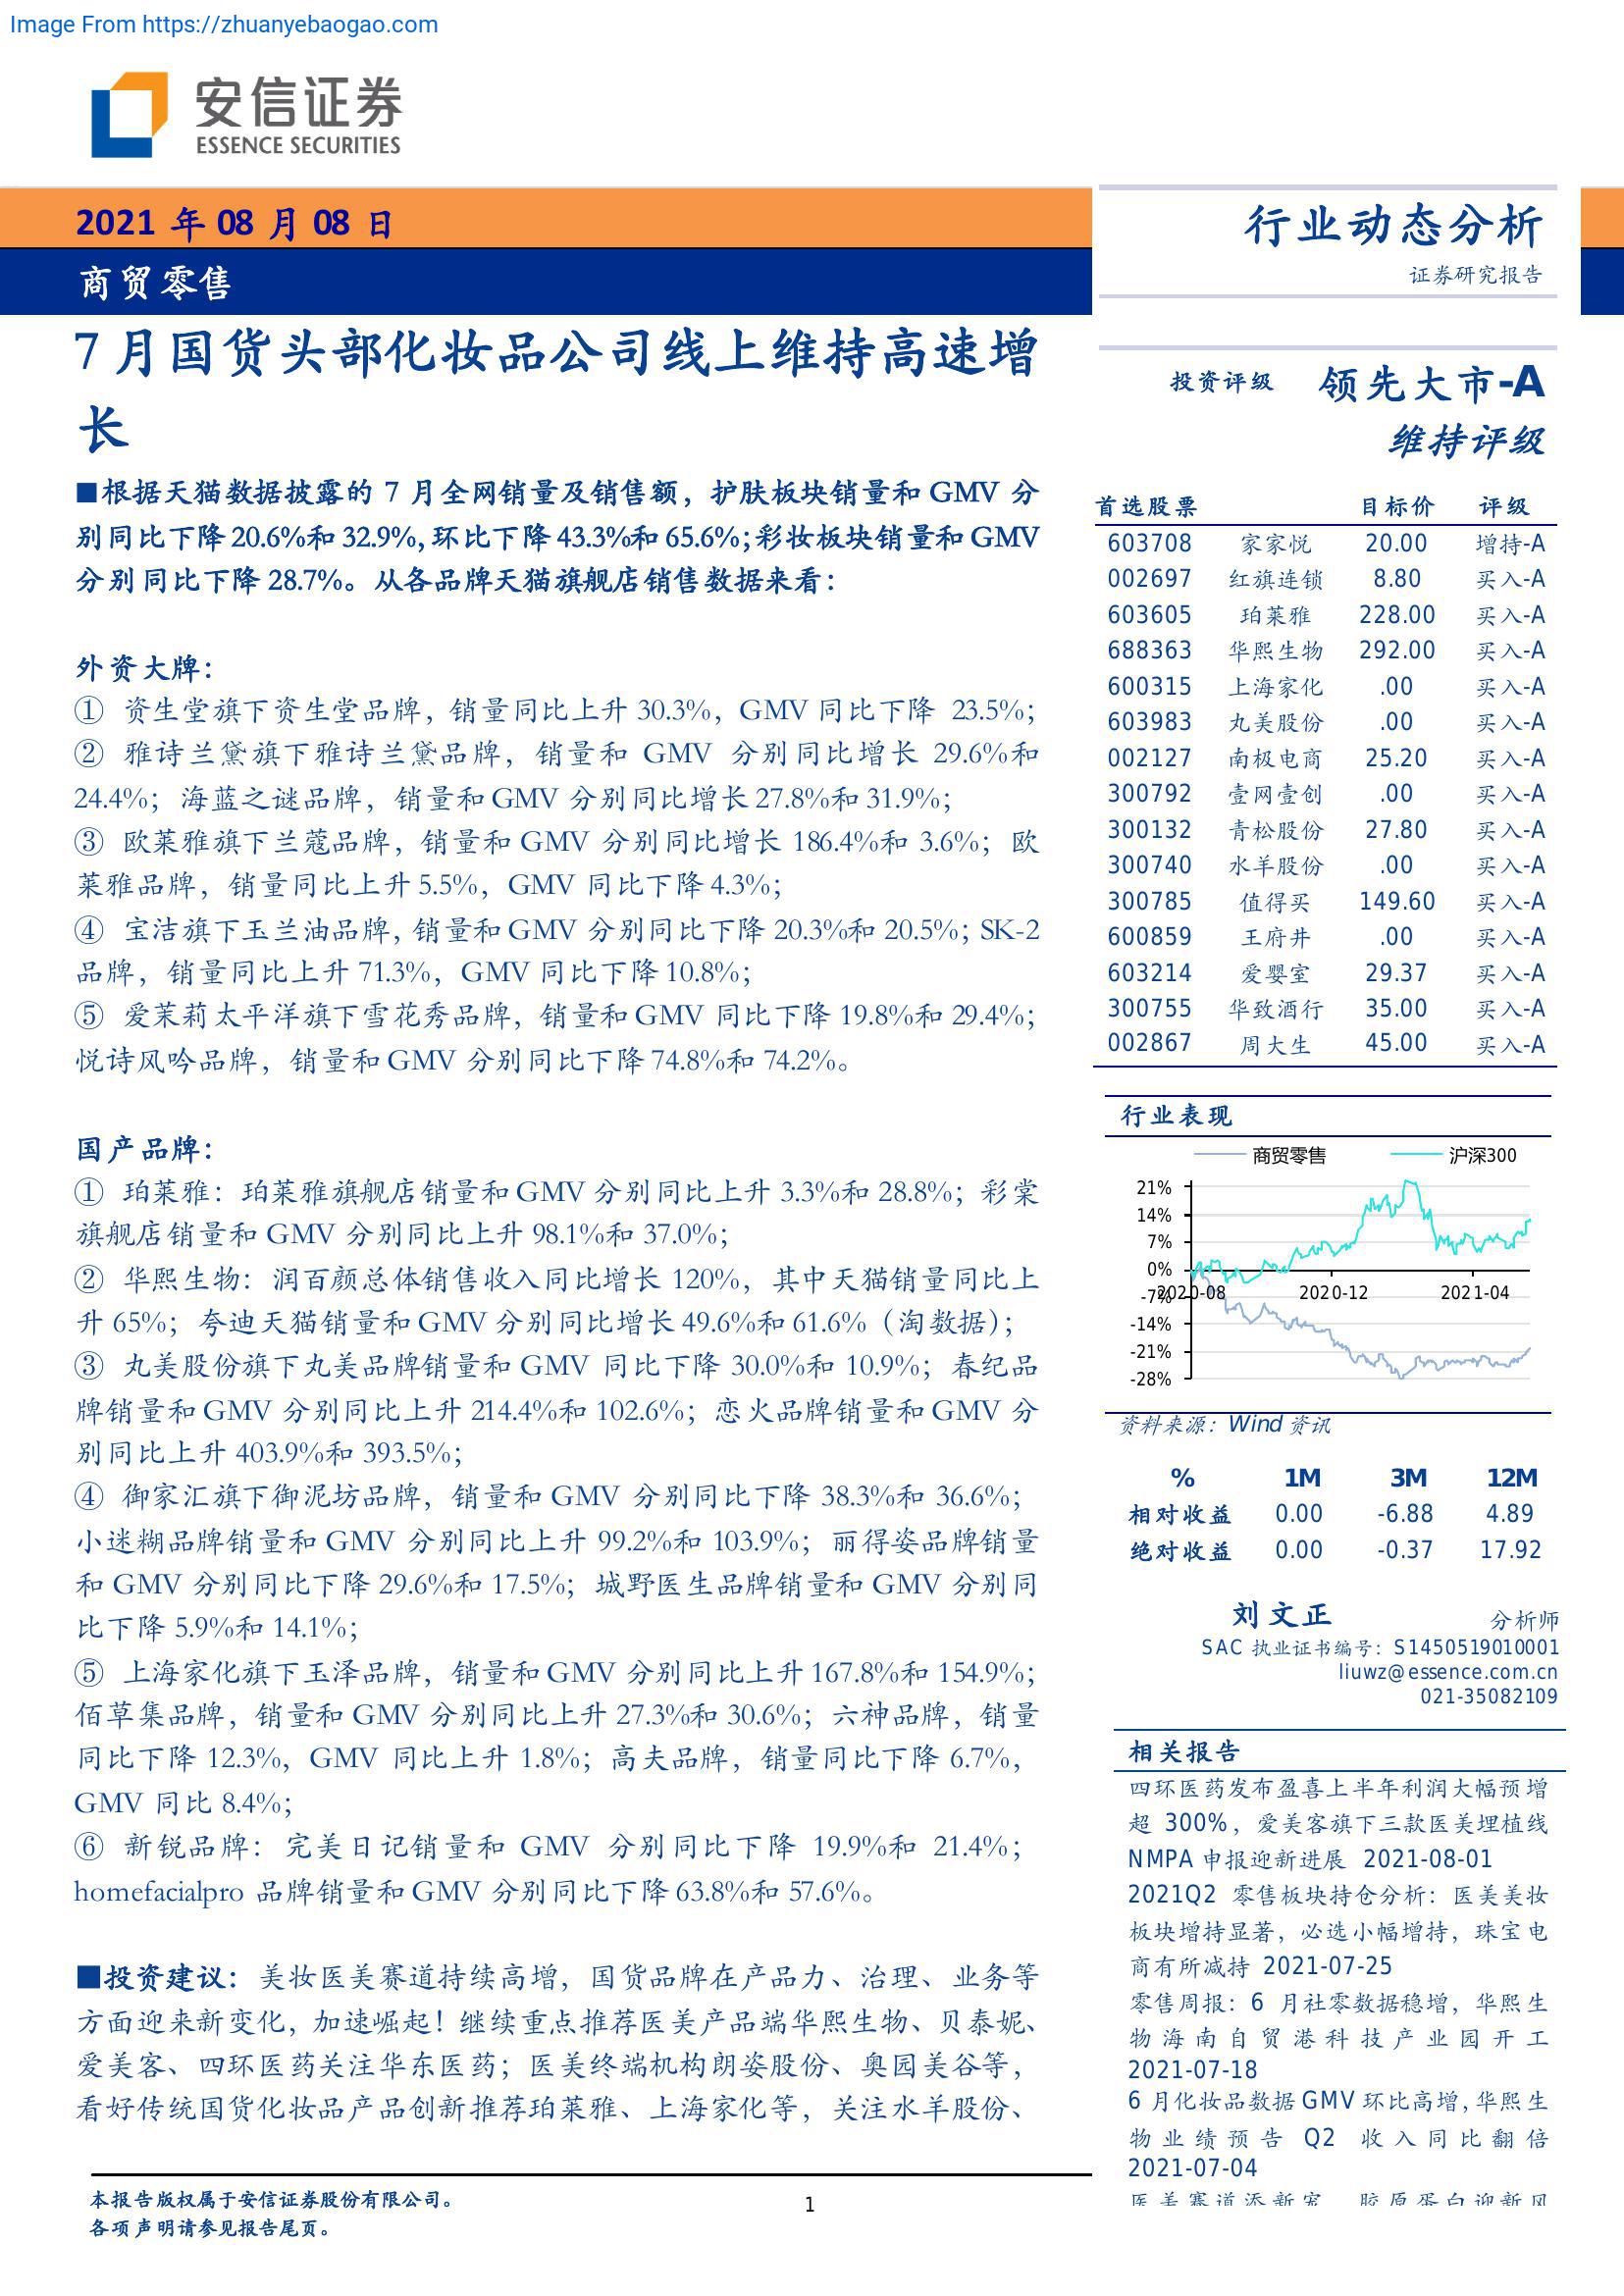 Image From https://zhuanyebaogao.com
安信证券
ESSENCE SECURITIES
2021 年 08 月 08 日
商贸零售
7 月国货头部化妆品公司线上维持高速增
长
■根据天猫数据披露的 7 月全网销量及销售额，护肤板块销量和 GMV 分
别同比下降 20.6%和 32.9%,环比下降 43.3%和 65.6%;彩妆板块销量和 GMV
分别同比下降 28.7%。从各品牌天猫旗舰店销售数据来看：
外资大牌：
① 资生堂旗下资生堂品牌，销量同比上升 30.3%，GMV 同比下降 23.5%；
② 雅诗兰黛旗下雅诗兰黛品牌，销量和 GMV 分别同比增长 29.6%和
24.4%；海蓝之谜品牌，销量和 GMV 分别同比增长 27.8%和 31.9%；
③ 欧莱雅旗下兰蔻品牌，销量和 GMV 分别同比增长 186.4%和 3.6%；欧
莱雅品牌，销量同比上升 5.5%，GMV 同比下降 4.3%；
④ 宝洁旗下玉兰油品牌,销量和 GMV 分别同比下降 20.3%和 20.5%；SK-2
品牌，销量同比上升 71.3%，GMV 同比下降 10.8%；
⑤ 爱茉莉太平洋旗下雪花秀品牌，销量和 GMV 同比下降 19.8%和 29.4%；
悦诗风吟品牌，销量和 GMV 分别同比下降 74.8%和 74.2%。
国产品牌：
① 珀莱雅：珀莱雅旗舰店销量和 GMV 分别同比上升 3.3%和 28.8%；彩棠
旗舰店销量和 GMV 分别同比上升 98.1%和 37.0%；
② 华熙生物：润百颜总体销售收入同比增长 120%，其中天猫销量同比上
升 65%；夸迪天猫销量和 GMV 分别同比增长 49.6%和 61.6%（淘数据）；
③ 丸美股份旗下丸美品牌销量和 GMV 同比下降 30.0%和 10.9%；春纪品
牌销量和 GMV 分别同比上升 214.4%和 102.6%；恋火品牌销量和 GMV 分
别同比上升 403.9%和 393.5%；
④ 御家汇旗下御泥坊品牌，销量和 GMV 分别同比下降 38.3%和 36.6%；
小迷糊品牌销量和 GMV 分别同比上升 99.2%和 103.9%；丽得姿品牌销量
和 GMV 分别同比下降 29.6%和 17.5%；城野医生品牌销量和 GMV 分别同
比下降 5.9%和 14.1%；
⑤ 上海家化旗下玉泽品牌，销量和 GMV 分别同比上升 167.8%和 154.9%；
佰草集品牌，销量和 GMV 分别同比上升 27.3%和 30.6%；六神品牌，销量
同比下降 12.3%，GMV 同比上升 1.8%；高夫品牌，销量同比下降 6.7%，
GMV 同比 8.4%；
⑥ 新锐品牌：完美日记销量和 GMV 分别同比下降 19.9%和 21.4%；
homefacialpro 品牌销量和 GMV 分别同比下降 63.8%和 57.6%。
■投资建议：美妆医美赛道持续高增，国货品牌在产品力、治理、业务等
方面迎来新变化，加速崛起！继续重点推荐医美产品端华熙生物、贝泰妮、
爱美客、四环医药关注华东医药；医美终端机构朗姿股份、奥园美谷等，
看好传统国货化妆品产品创新推荐珀莱雅、上海家化等，关注水羊股份、
行业动态分析
证券研究报告
投资评级 领先大市-A
维持评级
首选股票 目标价 评级
603708 家家悦 20.00 增持-A
002697 红旗连锁 8.80 买入-A
603605 珀莱雅 228.00 买入-A
688363 华熙生物 292.00 买入-A
600315 上海家化 .00 买入-A
603983 丸美股份 .00 买入-A
002127 南极电商 25.20 买入-A
300792 壹网壹创 .00 买入-A
300132 青松股份 27.80 买入-A
300740 水羊股份 .00 买入-A
300785 值得买 149.60 买入-A
600859 王府井 .00 买入-A
603214 爱婴室 29.37 买入-A
300755 华致酒行 35.00 买入-A
002867 周大生 45.00 买入-A
行业表现
商贸零售 沪深300
21%
14%
7%
0%
-7%
-14%
-21%
-28%
2020-08 2020-12 2021-04
资料来源：Wind 资讯
% 1M 3M 12M
相对收益 0.00 -6.88 4.89
绝对收益 0.00 -0.37 17.92
刘文正 分析师
SAC 执业证书编号：S1450519010001
liuwz@essence.com.cn
021-35082109
相关报告
四环医药发布盈喜上半年利润大幅预增
超 300%，爱美客旗下三款医美埋植线
NMPA 申报迎新进展 2021-08-01
2021Q2 零售板块持仓分析：医美美妆
板块增持显著，必选小幅增持，珠宝电
商有所减持 2021-07-25
零售周报：6 月社零数据稳增，华熙生
物海南自贸港科技产业园开工
2021-07-18
6 月化妆品数据 GMV 环比高增,华熙生
物业绩预告 Q2 收入同比翻倍
2021-07-04
医美赛道添新宠，胶原蛋白迎新风
本报告版权属于安信证券股份有限公司。
各项声明请参见报告尾页。
1